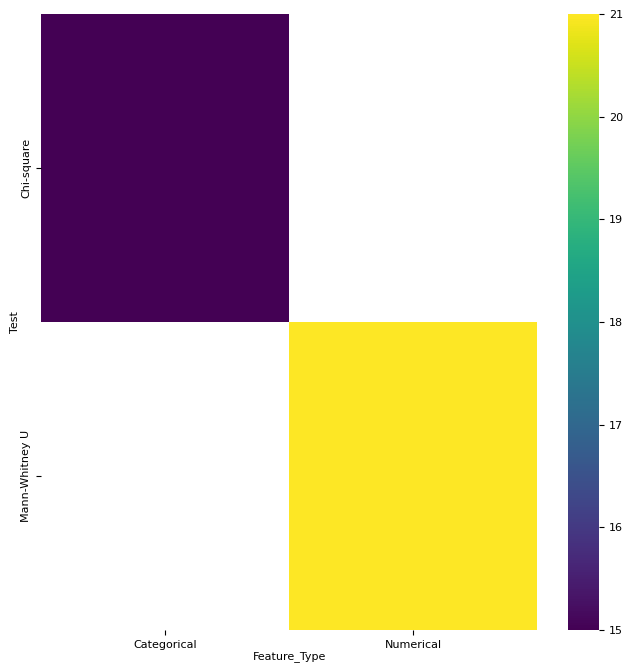 Test
Chi-square
Mann-Whitney U
Categorical
Numerical
Feature_Type
21
20
19
18
17
16
15